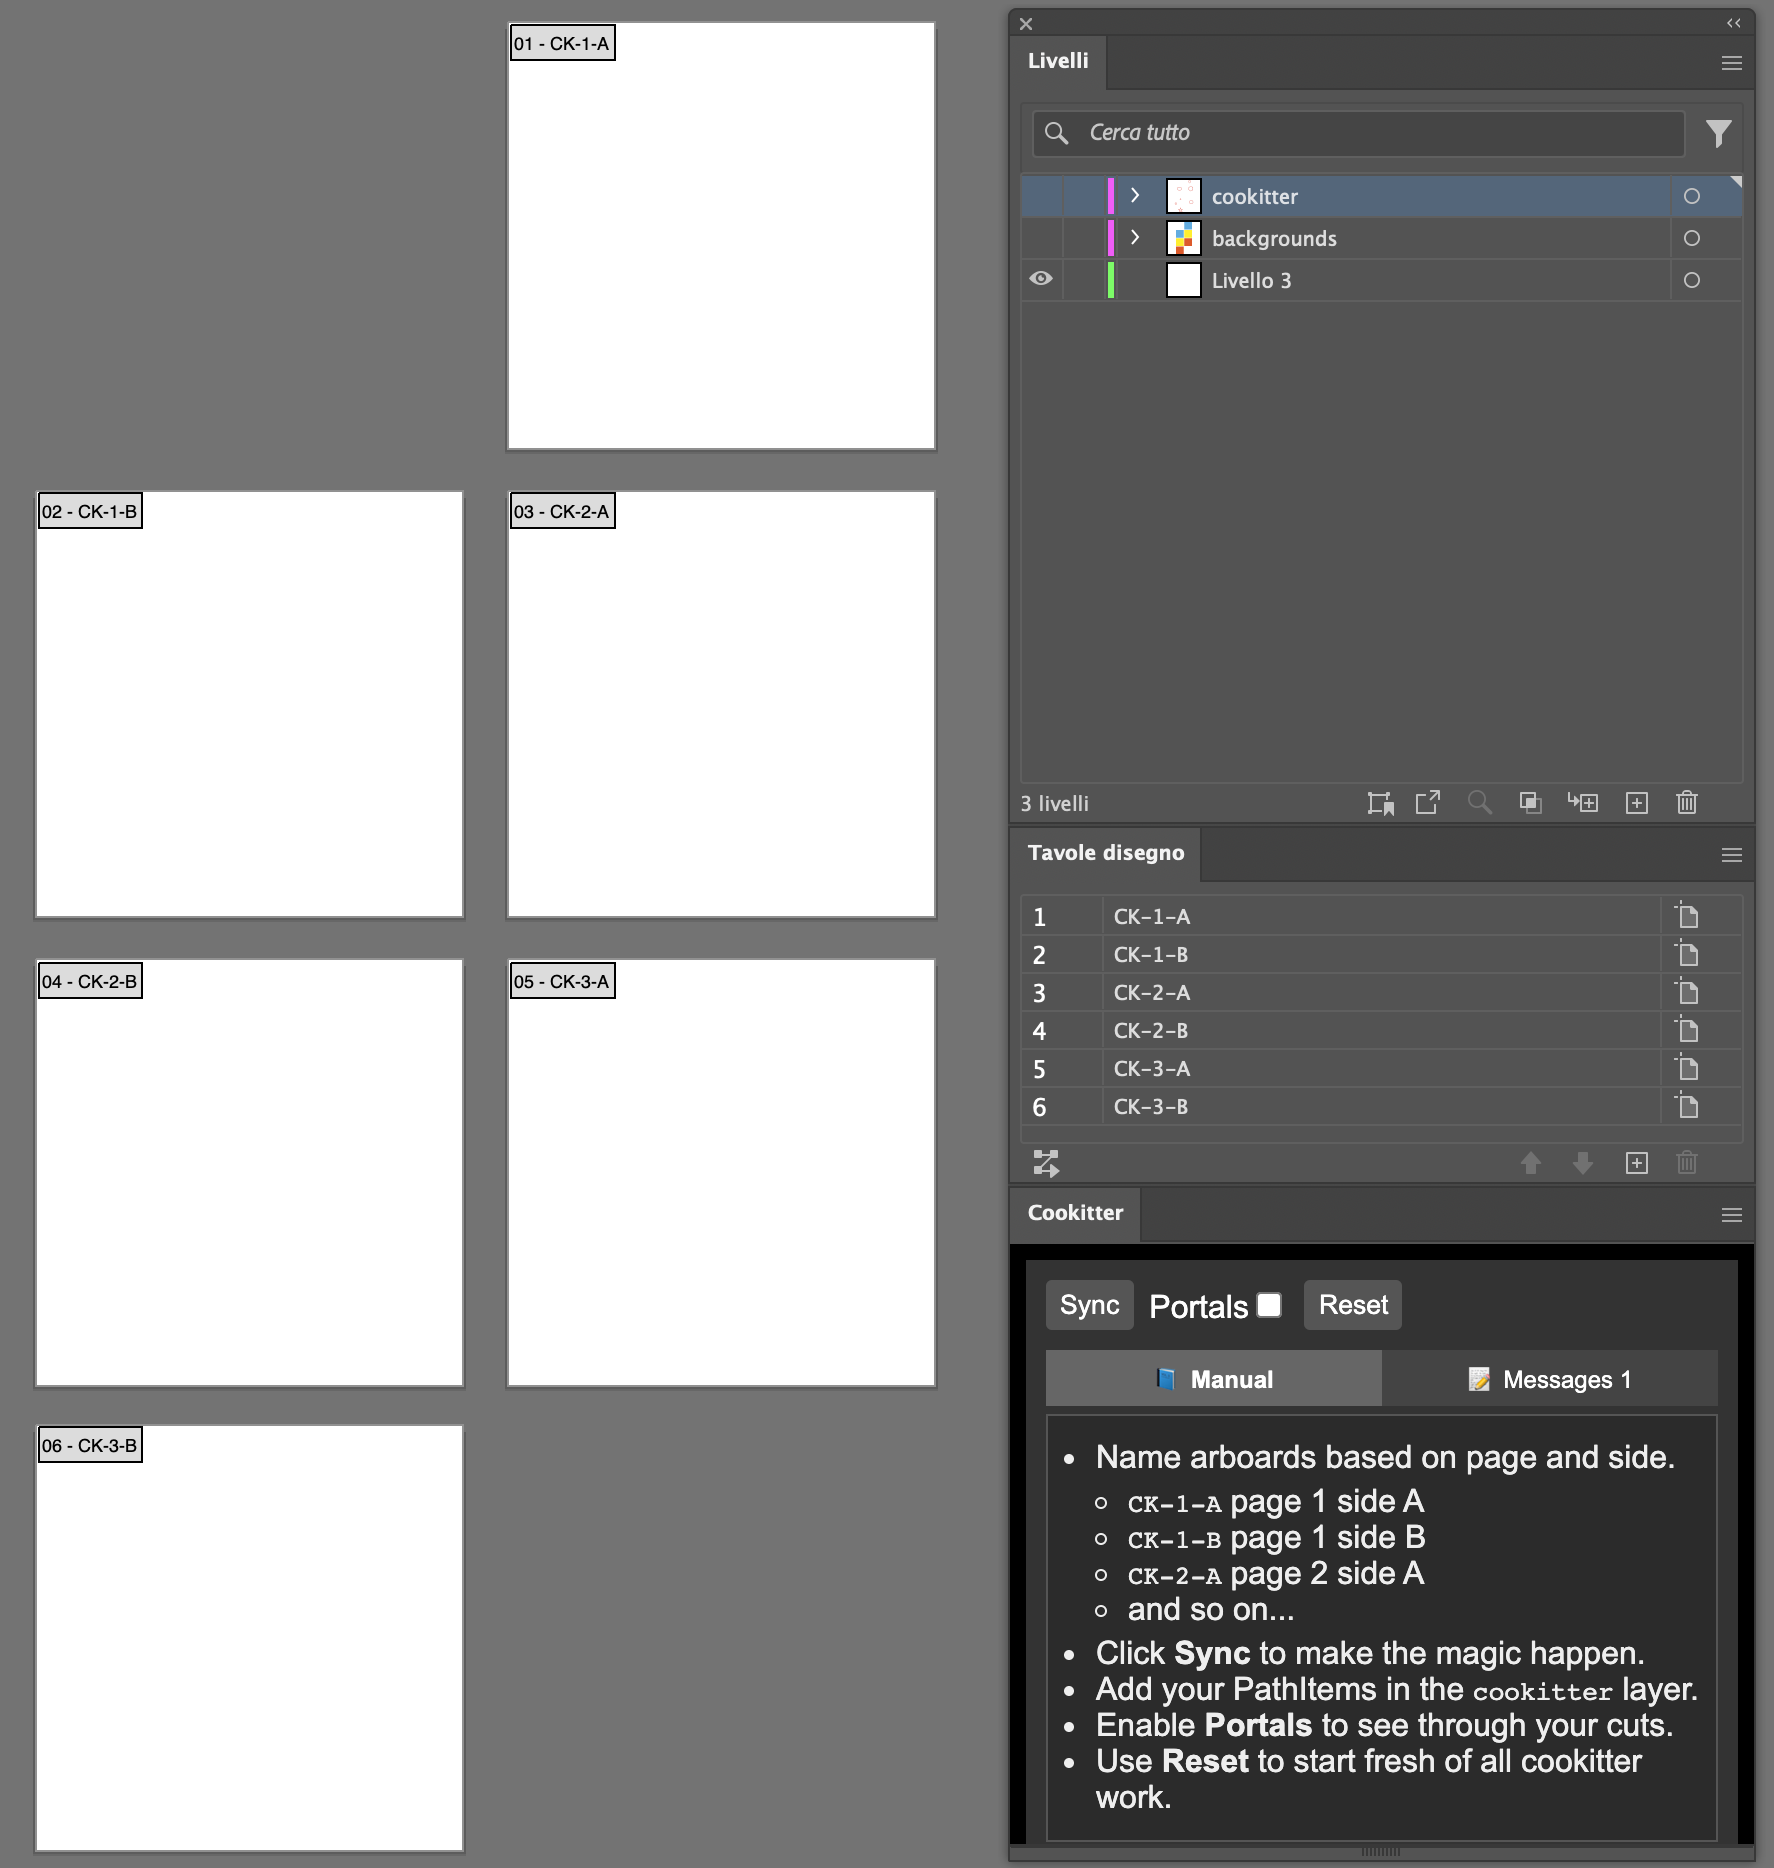 01 - CK-1-A
02 - CK-1-B
03 - CK-2-A
04 - CK-2-B
05 - CK-3-A
06 - CK-3-B
Livelli
Cerca tutto
cookitter
backgrounds
Livello 3
3 livelli
Tavole disegno
1 CK-1-A
2 CK-1-B
3 CK-2-A
4 CK-2-B
5 CK-3-A
6 CK-3-B
Cookitter
Sync Portals Reset
Manual Messages 1
• Name arboards based on page and side.
○ CK-1-A page 1 side A
○ CK-1-B page 1 side B
○ CK-2-A page 2 side A
○ and so on...
• Click Sync to make the magic happen.
• Add your PathItems in the cookitter layer.
• Enable Portals to see through your cuts.
• Use Reset to start fresh of all cookitter
work.